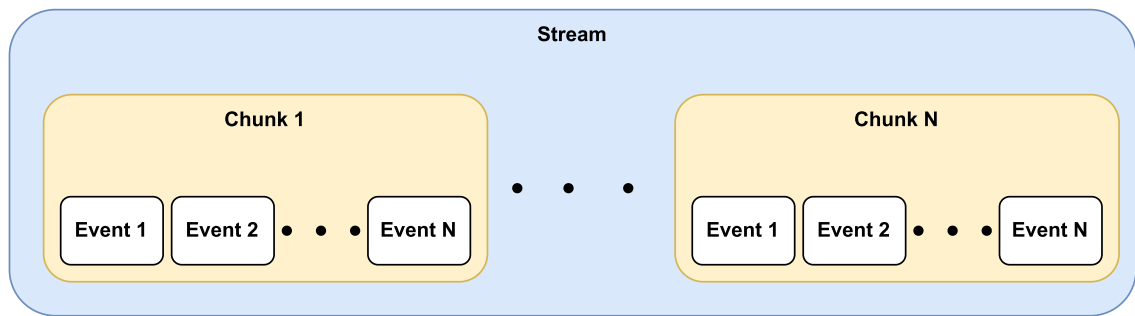 Stream
Chunk 1
Event 1 Event 2 • • • Event N
• • •
Chunk N
Event 1 Event 2 • • • Event N